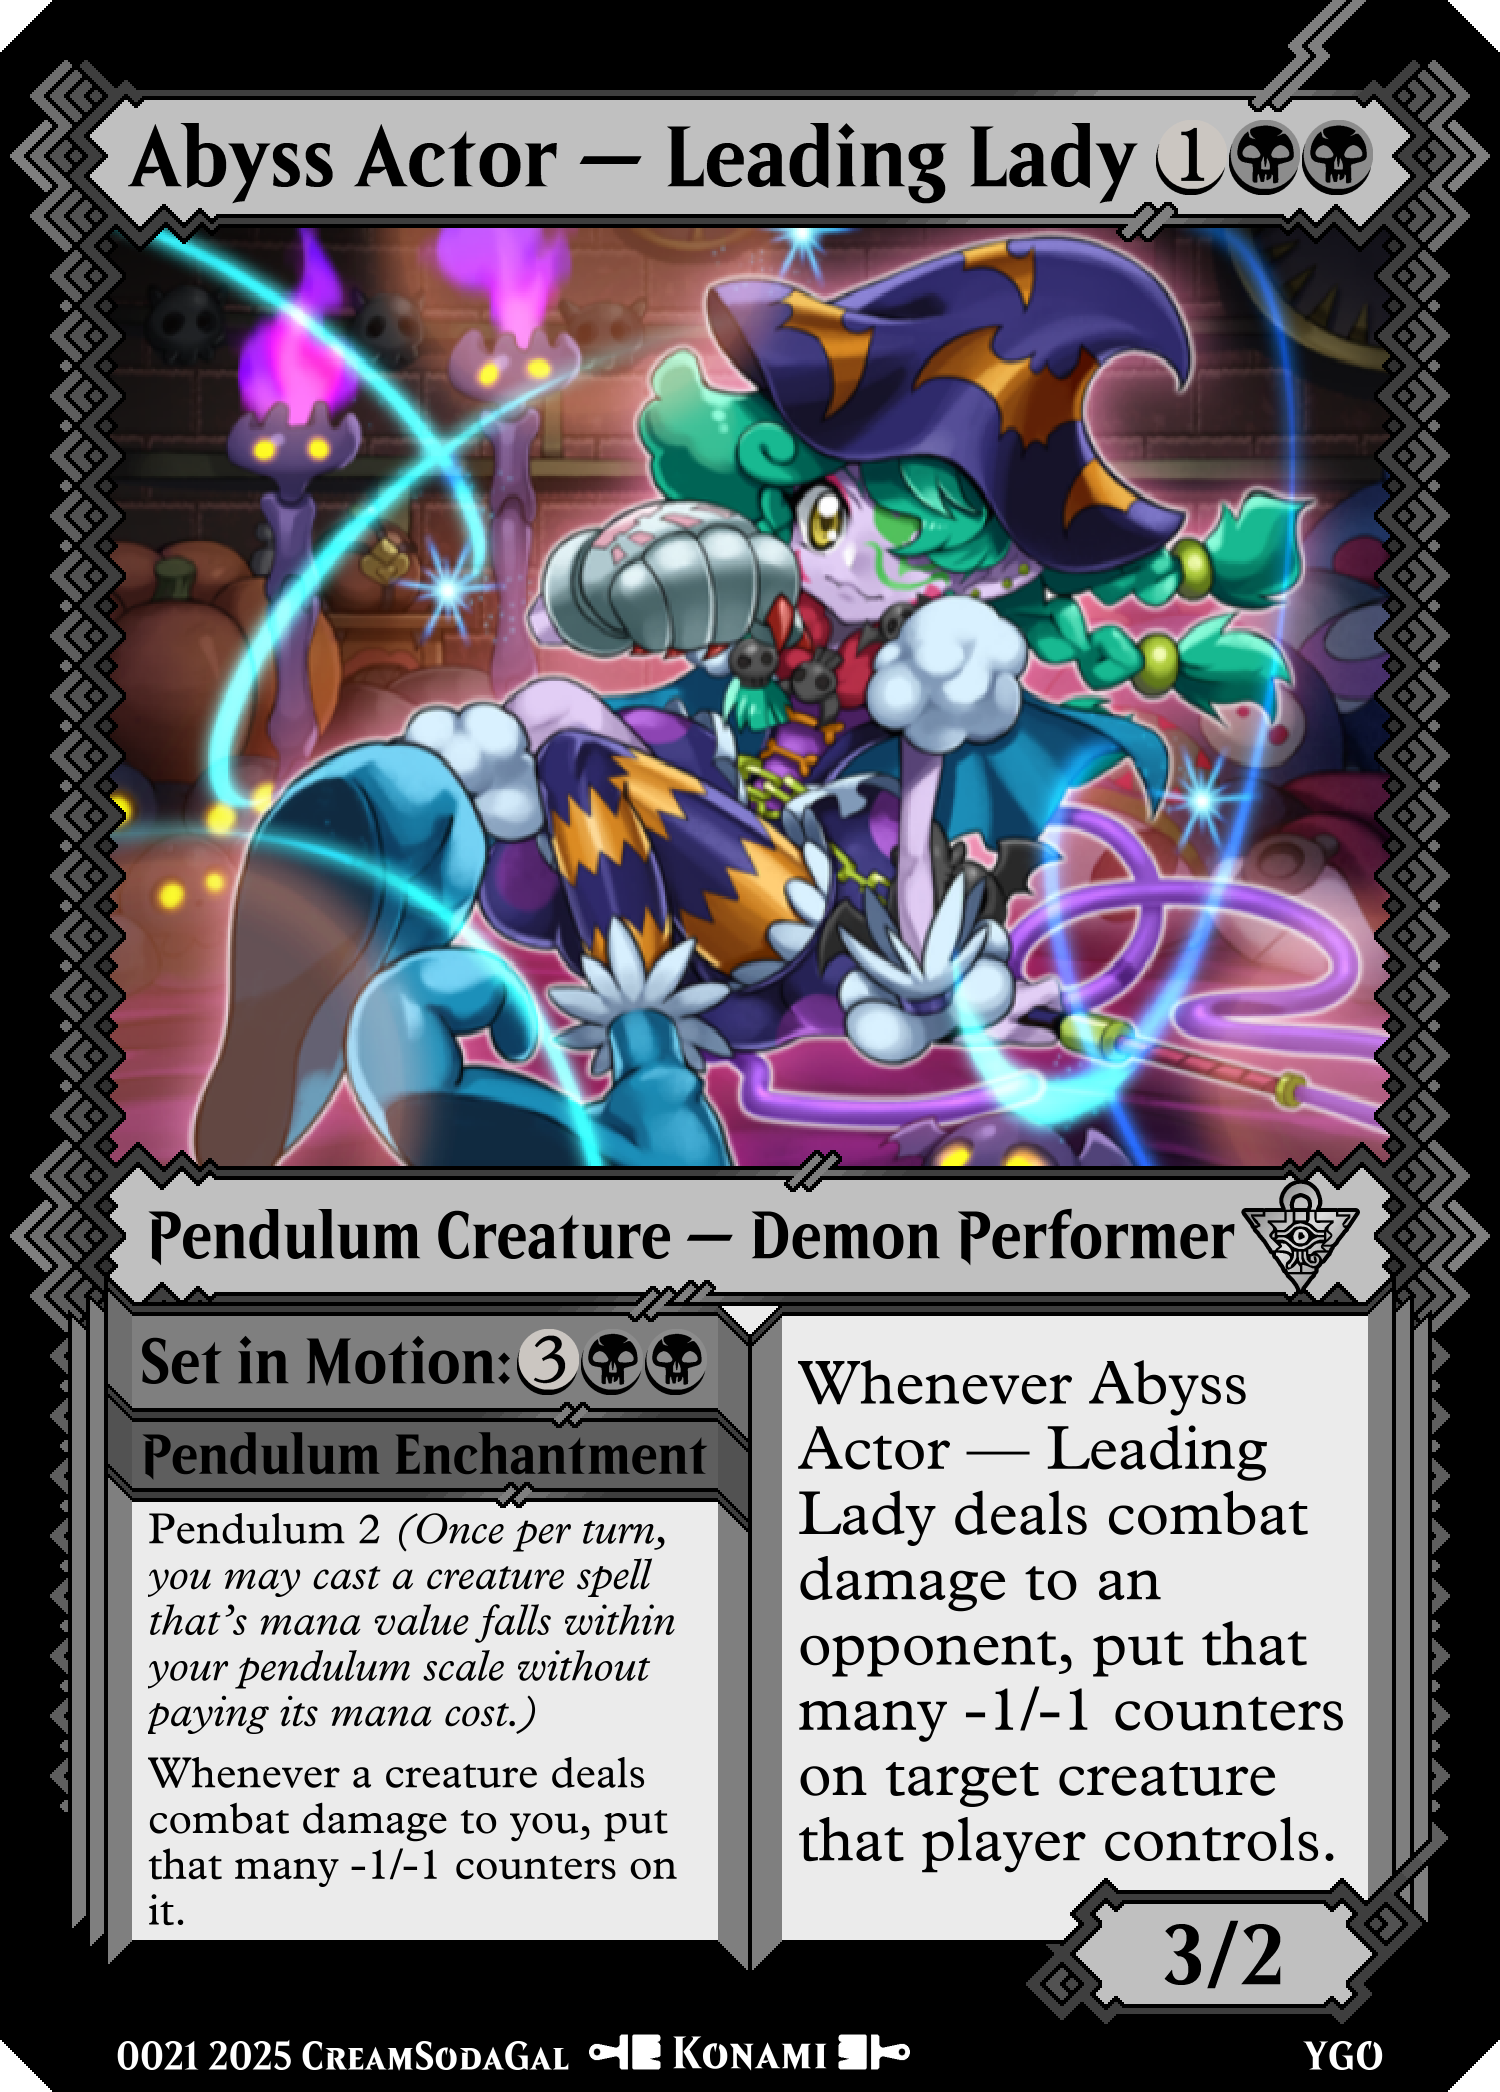 Abyss Actor — Leading Lady 1
Pendulum Creature — Demon Performer
Set in Motion: 3
Pendulum Enchantment
Pendulum 2 (Once per turn,
you may cast a creature spell
that's mana value falls within
your pendulum scale without
paying its mana cost.)
Whenever a creature deals
combat damage to you, put
that many -1/-1 counters on
it.
Whenever Abyss
Actor — Leading
Lady deals combat
damage to an
opponent, put that
many -1/-1 counters
on target creature
that player controls.
3/2
0021 2025 CreamSodaGal Konami YGO